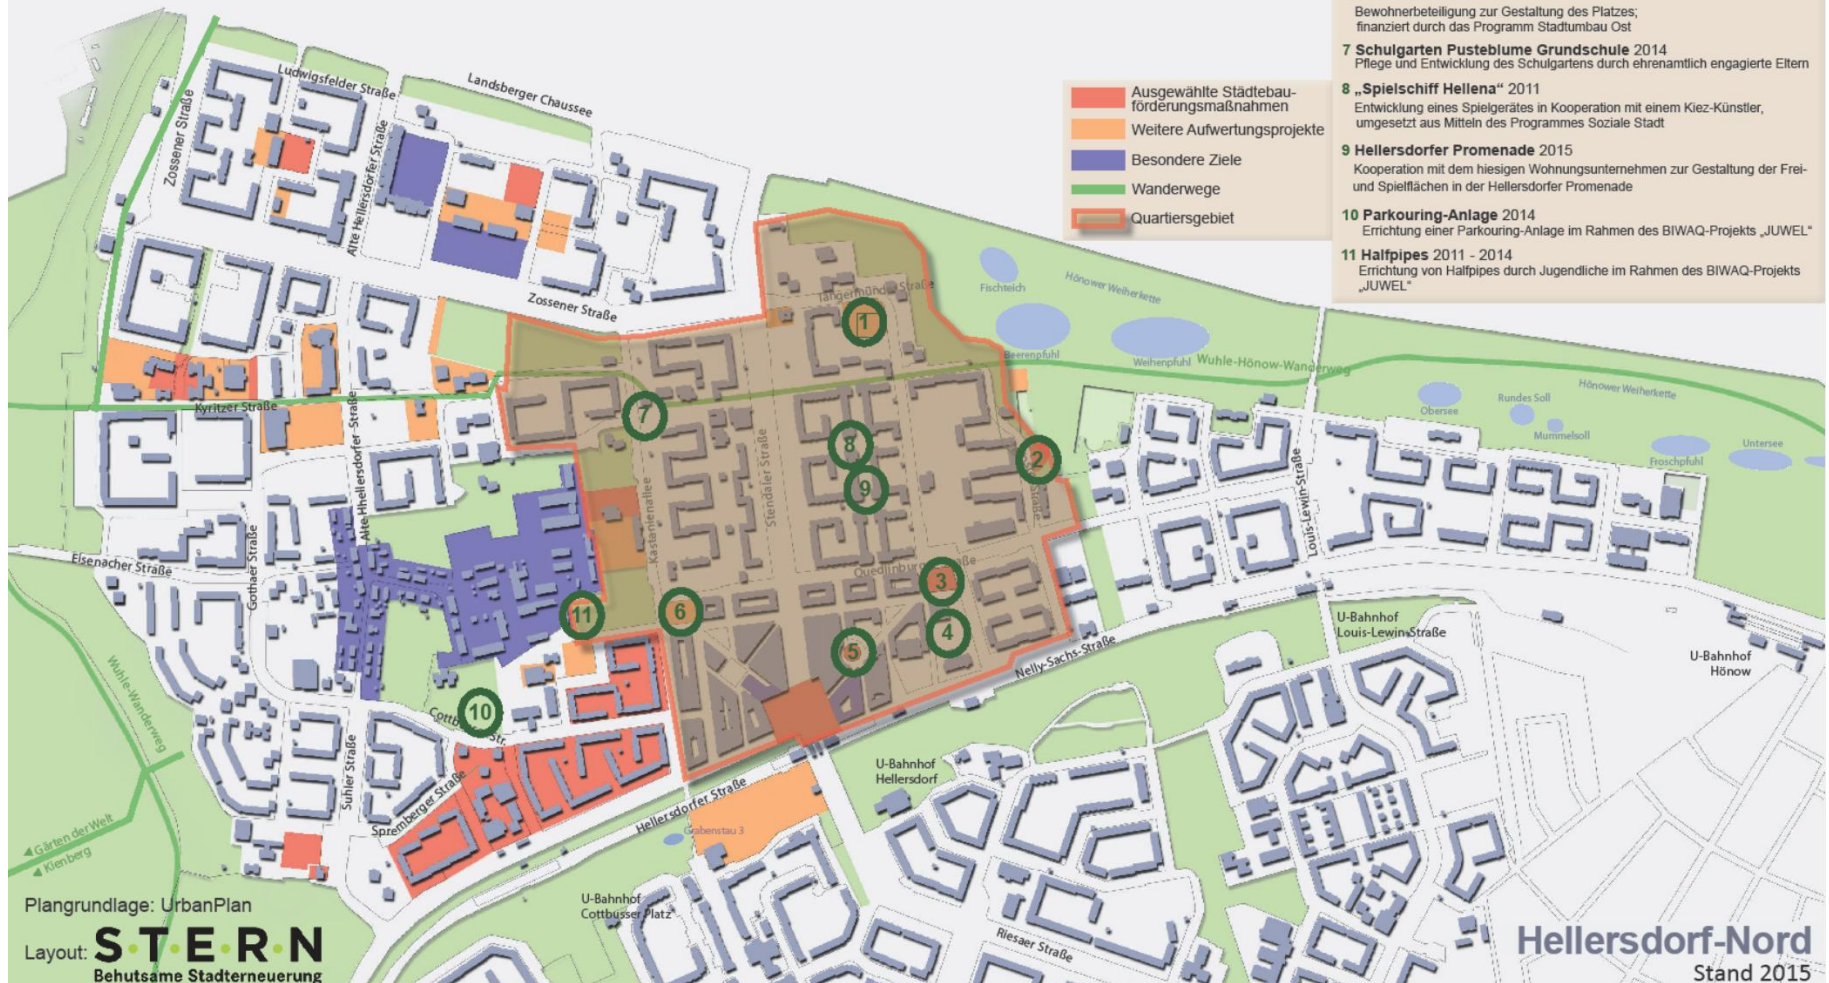 Bewohnerbeteiligung zur Gestaltung des Platzes;
finanziert durch das Programm Stadtumbau Ost
7 Schulgarten Pusteblume Grundschule 2014
Pflege und Entwicklung des Schulgartens durch ehrenamtlich engagierte Eltern
8 „Spielschiff Hellena“ 2011
Entwicklung eines Spielgerätes in Kooperation mit einem Kiez-Künstler,
umgesetzt aus Mitteln des Programmes Soziale Stadt
9 Hellersdorfer Promenade 2015
Kooperation mit dem hiesigen Wohnungsunternehmen zur Gestaltung der Frei-
und Spielflächen in der Hellersdorfer Promenade
10 Parkouring-Anlage 2014
Errichtung einer Parkouring-Anlage im Rahmen des BIWAQ-Projekts „JUWEL“
11 Halfpipes 2011 - 2014
Errichtung von Halfpipes durch Jugendliche im Rahmen des BIWAQ-Projekts
„JUWEL“
Ausgewählte Städtebau-
förderungsmaßnahmen
Weitere Aufwertungsprojekte
Besondere Ziele
Wanderwege
Quartiersgebiet
Ludwigsfelder Straße
Landsberger Chaussee
Zossener Straße
Alte Hellersdorfer Straße
Zossener Straße
Tangermünder Straße
Fischteich
Hönower Weiherkette
Beerenpfuhl
Weihenpfuhl
Wuhle-Hönow-Wanderweg
Hönower Weiherkette
Obersee
Rundes Soll
Mummelsoll
Froschpfuhl
Untersee
1
7
8
2
9
Kyritzer Straße
Alte Hhellersdorfer Straße
Stendaler Straße
Kastanienallee
Straße
Louis-Lewin-Straße
Eisenacher Straße
Gothaer Straße
Quedlinburger Straße
3
11
6
4
5
U-Bahnhof
Louis-Lewin-Straße
Nelly-Sachs-Straße
U-Bahnhof
Hönow
Wuhle-Wanderweg
10
Suhler Straße
Spremberger Straße
U-Bahnhof
Hellersdorf
Hellersdorfer Straße
Grabenstau 3
Gärten der Welt
Kienberg
U-Bahnhof
Cottbusser Platz
Riesaer Straße
Plangrundlage: UrbanPlan
Layout: S·T·E·R·N
Behutsame Stadterneuerung
Hellersdorf-Nord
Stand 2015